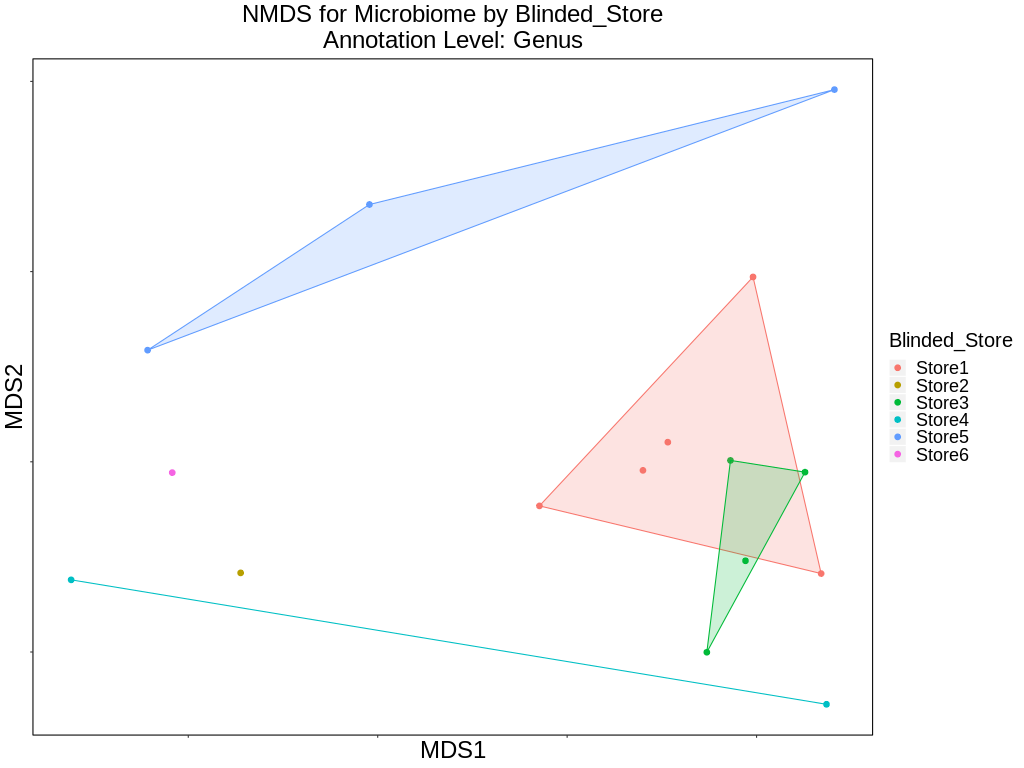 NMDS for Microbiome by Blinded_Store
Annotation Level: Genus
MDS2
MDS1
Blinded_Store
Store1
Store2
Store3
Store4
Store5
Store6